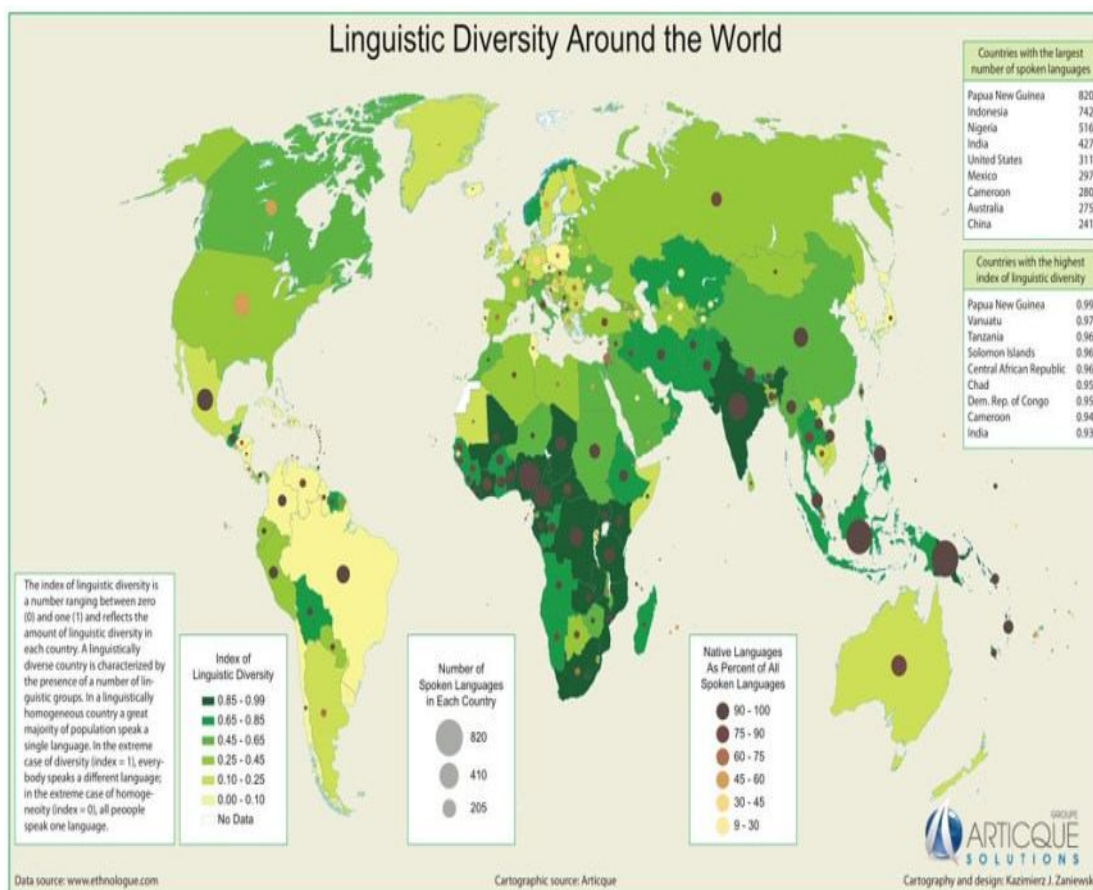 Linguistic Diversity Around the World
Countries with the largest
number of spoken languages
Papua New Guinea 820
Indonesia 742
Nigeria 516
India 427
United States 311
Mexico 297
Cameroon 280
Australia 275
China 241
Countries with the highest
index of linguistic diversity
Papua New Guinea 0.99
Vanuatu 0.97
Tanzania 0.96
Solomon Islands 0.96
Central African Republic 0.96
Chad 0.95
Dem. Rep. of Congo 0.95
Cameroon 0.94
India 0.93
The index of linguistic diversity is
a number ranging between zero
(0) and one (1) and reflects the
amount of linguistic diversity in
each country. A linguistically
diverse country is characterized by
the presence of a number of lin-
guistic groups. In a linguistically
homogeneous country a great
majority of population speak a
single language. In the extreme
case of diversity (index = 1), every-
body speaks a different language;
in the extreme case of homoge-
neity (index = 0), all peoople
speak one language.
Index of
Linguistic Diversity
0.85 - 0.99
0.65 - 0.85
0.45 - 0.65
0.25 - 0.45
0.10 - 0.25
0.00 - 0.10
No Data
Number of
Spoken Languages
in Each Country
820
410
205
Native Languages
As Percent of All
Spoken Languages
90 - 100
75 - 90
60 - 75
45 - 60
30 - 45
9 - 30
GROUPE
ARTICQUE
SOLUTIONS
Data source: www.ethnologue.com
Cartographic source: Articque
Cartography and design: Kazimierz J. Zaniewsk